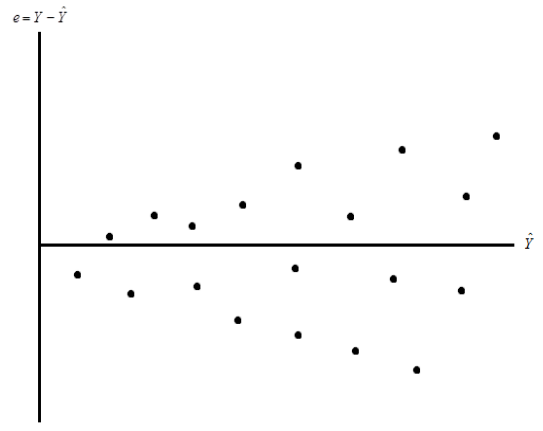 e = Y − Ŷ
Ŷ